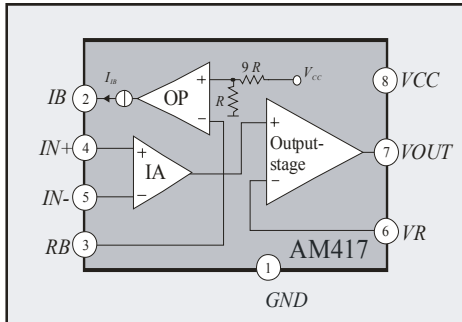 9 R
V_CC
I_IB
R
8 VCC
IB 2
OP
IN+ 4
Output-
stage
7 VOUT
IA
IN- 5
RB 3
6 VR
AM417
1
GND
+
−
+
−
+
−